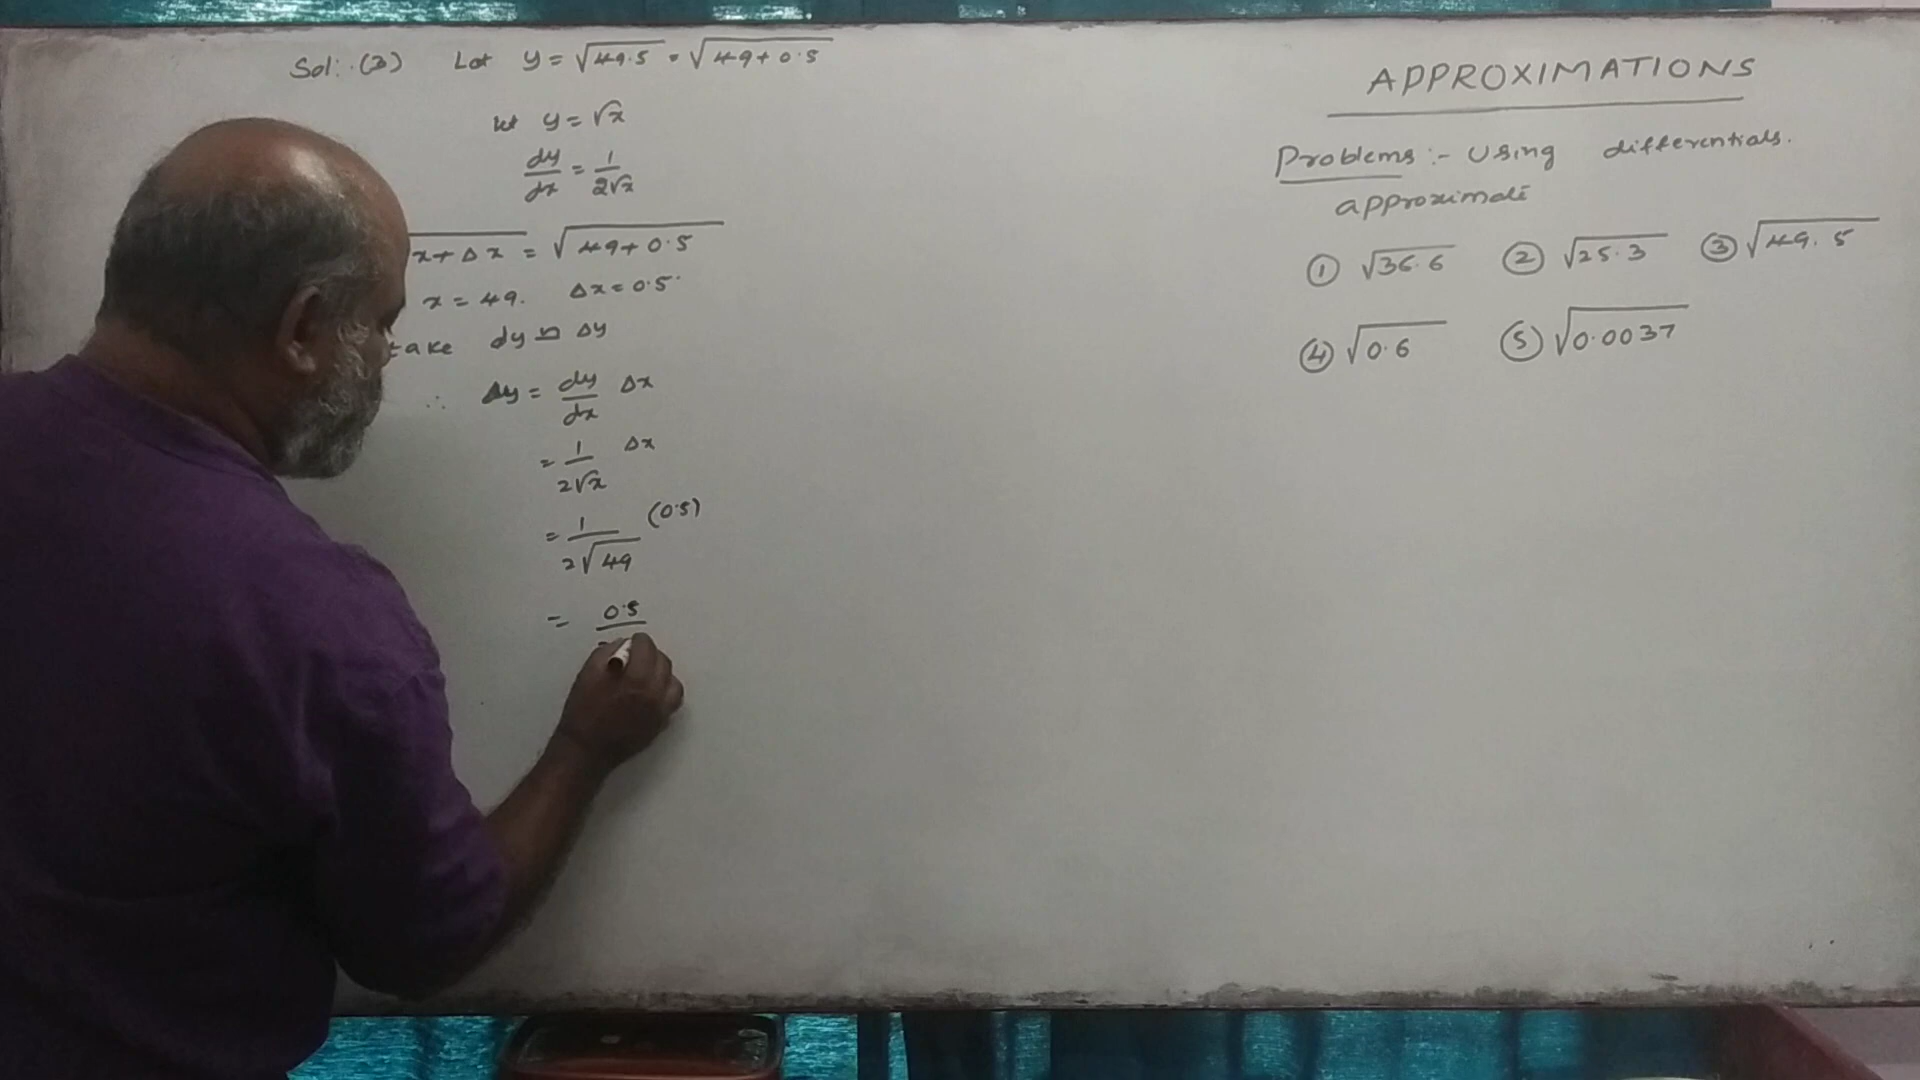 Sol:-(3) Let y = √49.5 = √49+0.5
let y = √x
dy/dx = 1/2√x
x+Δx = √49+0.5
x = 49. Δx = 0.5.
take dy ≃ Δy
∴ Δy = dy/dx Δx
= 1/2√x Δx
= 1/2√49 (0.5)
= 0.5
APPROXIMATIONS
Problems :- Using differentials.
approximate
① √36.6 ② √25.3 ③ √49.5
④ √0.6 ⑤ √0.0037